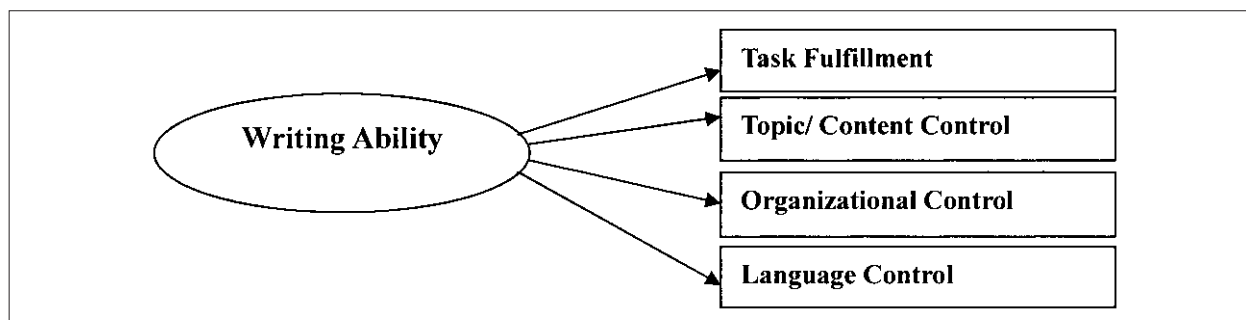 Writing Ability
Task Fulfillment
Topic/ Content Control
Organizational Control
Language Control